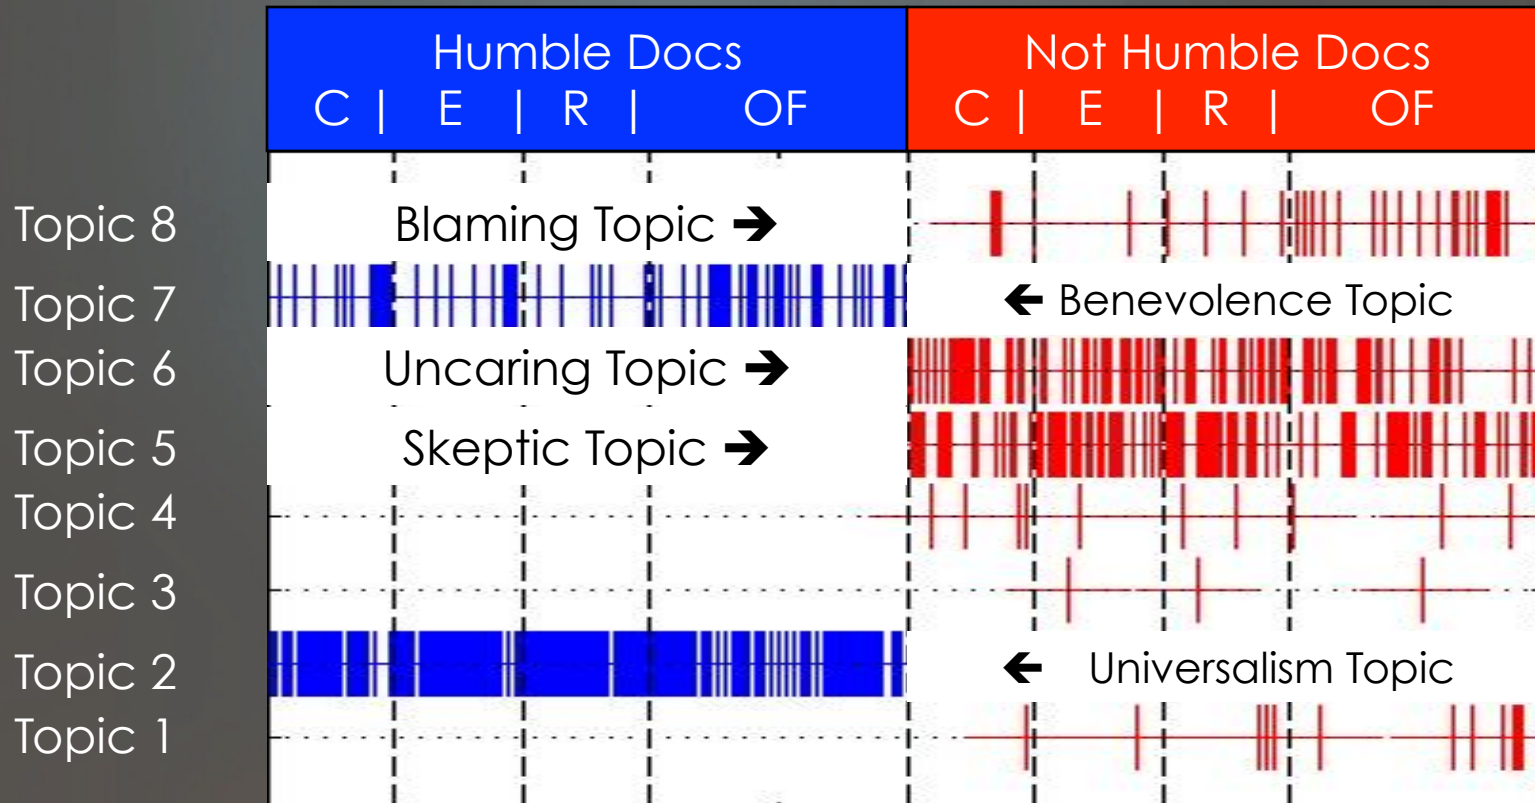 Humble Docs
C | E | R | OF
Not Humble Docs
C | E | R | OF
Topic 8
Blaming Topic →
Topic 7
← Benevolence Topic
Topic 6
Uncaring Topic →
Topic 5
Skeptic Topic →
Topic 4
Topic 3
Topic 2
← Universalism Topic
Topic 1